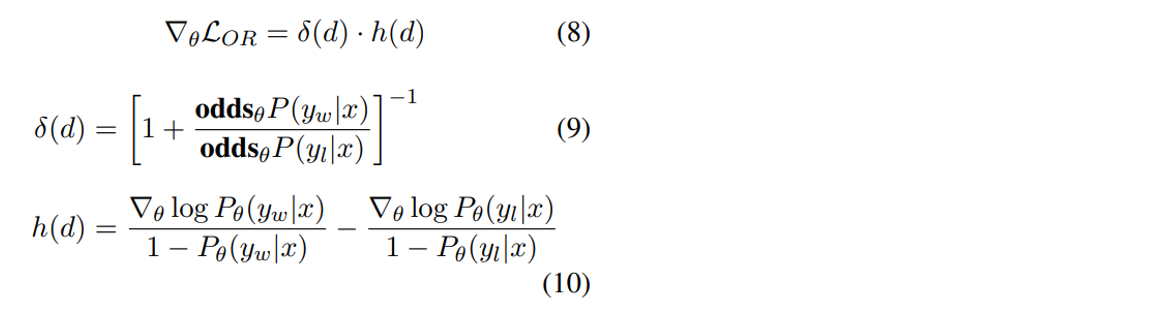 ∇θ𝓛OR = δ(d) · h(d) (8)
δ(d) = [1 + oddsθP(yw|x) / oddsθP(yl|x)]−1 (9)
h(d) = ∇θ log Pθ(yw|x) / 1 − Pθ(yw|x) − ∇θ log Pθ(yl|x) / 1 − Pθ(yl|x)
(10)